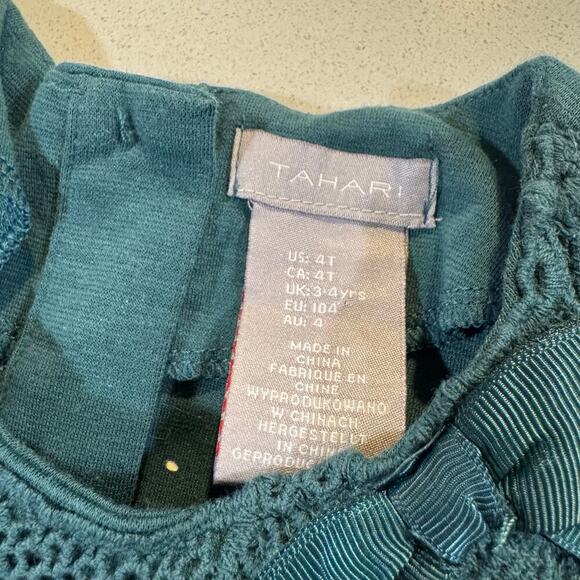 TAHARI
US: 4T
CA: 4T
UK: 3-4yrs
EU: 104
AU: 4
MADE IN
CHINA
FABRIQUE EN
CHINE
WYPRODUKOWANO
W CHINACH
HERGESTELLT
IN CHINA